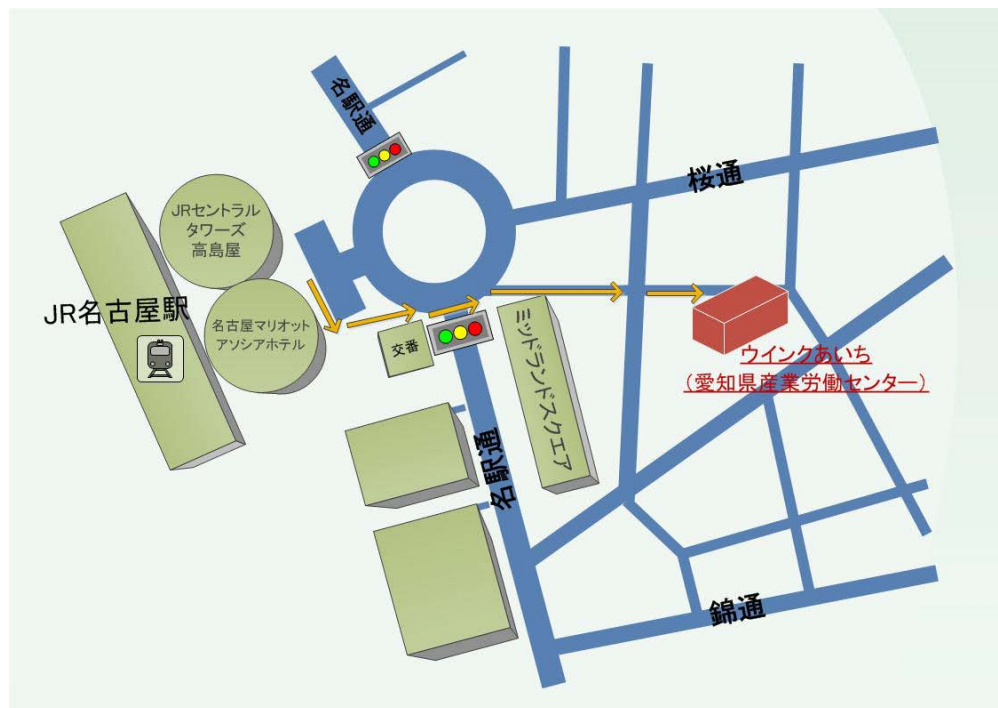 名駅通
桜通
JRセントラル
タワーズ
高島屋
JR名古屋駅
名古屋マリオット
アソシアホテル
交番
ミッドランドスクエア
ウインクあいち
（愛知県産業労働センター）
名駅通
錦通